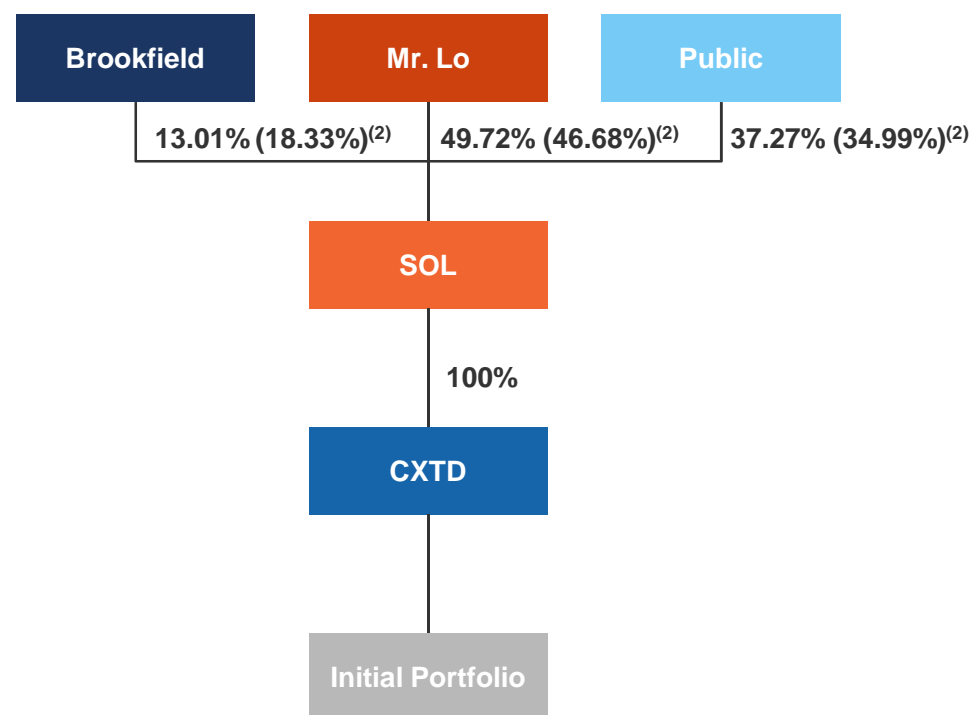 Brookfield
Mr. Lo
Public
13.01% (18.33%)(2)
49.72% (46.68%)(2)
37.27% (34.99%)(2)
SOL
100%
CXTD
Initial Portfolio